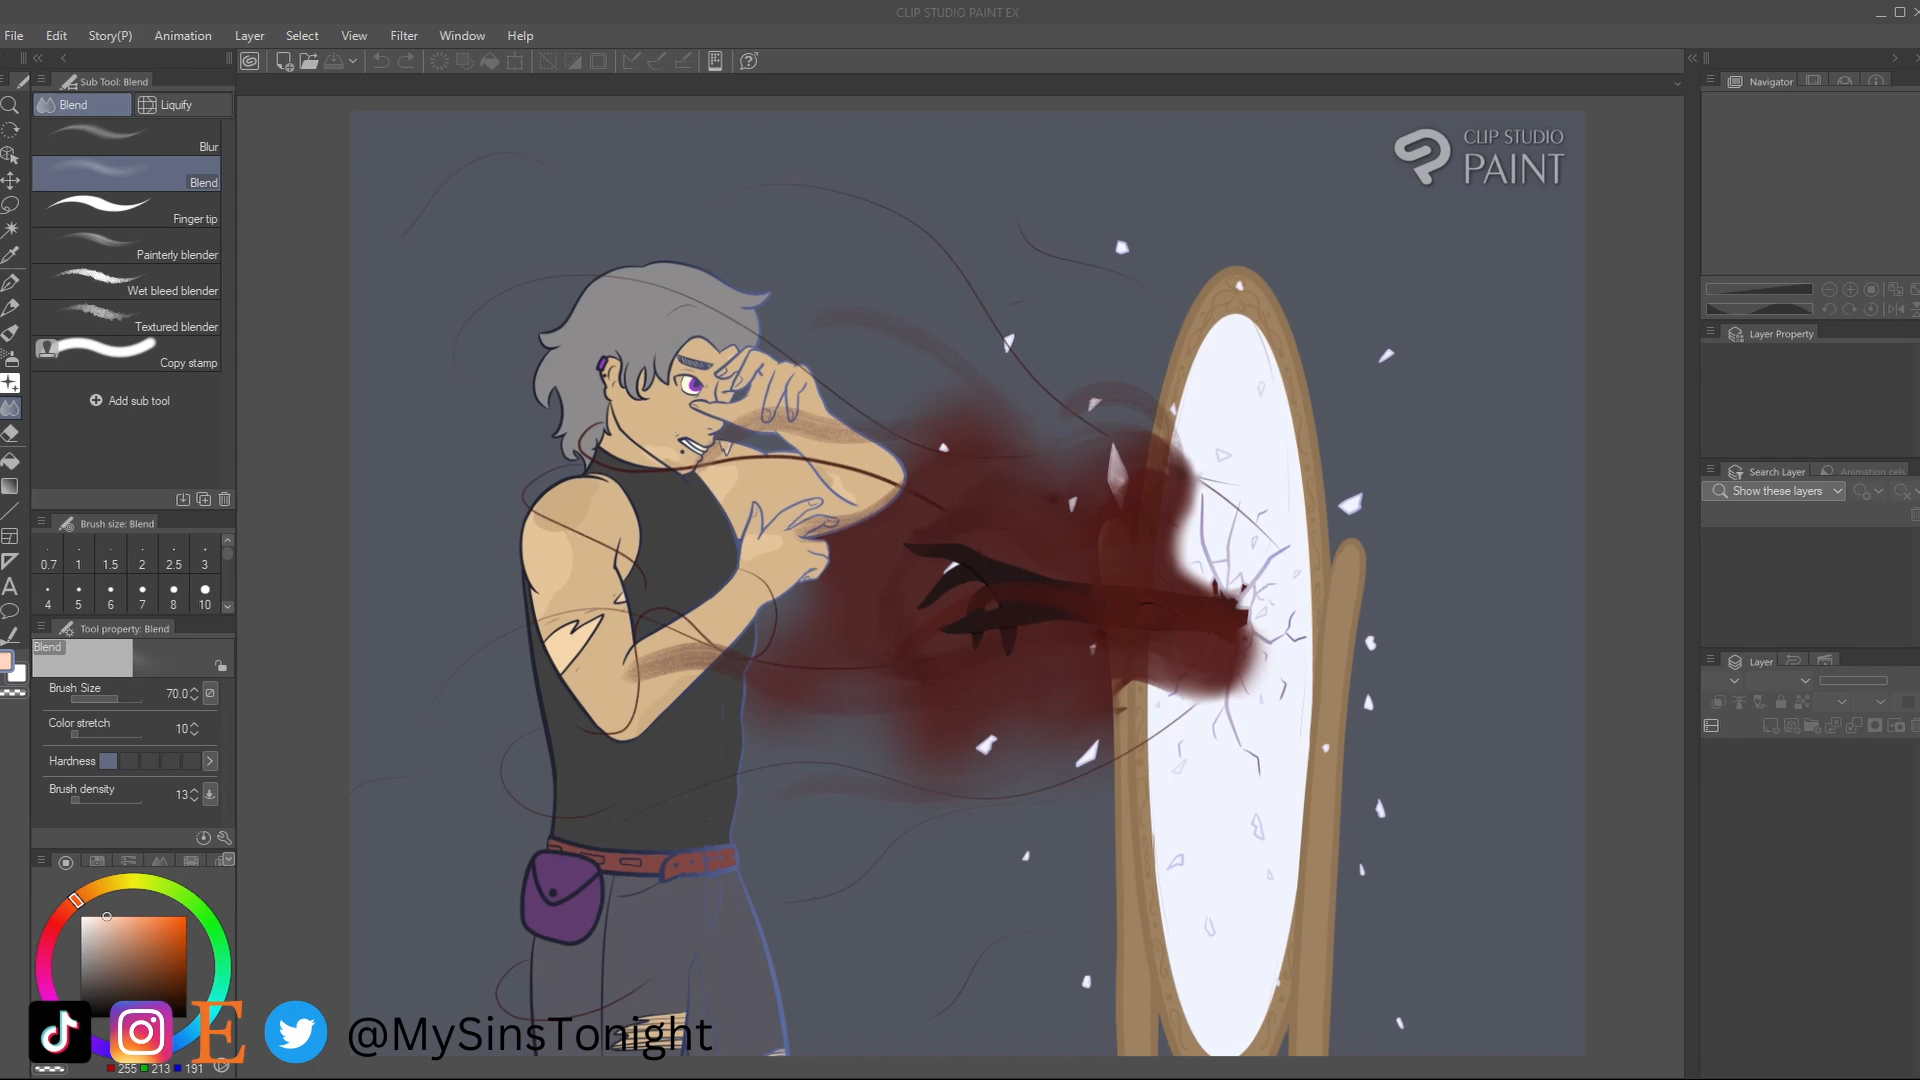 CLIP STUDIO PAINT EX
File Edit Story(P) Animation Layer Select View Filter Window Help
Sub Tool: Blend
Blend Liquify
Blur
Blend
Finger tip
Painterly blender
Wet bleed blender
Textured blender
Copy stamp
Add sub tool
Brush size: Blend
0.7 1 1.5 2 2.5 3
4 5 6 7 8 10
Tool property: Blend
Blend
Brush Size 70.0
Color stretch 10
Hardness
Brush density 13
255 213 191
CLIP STUDIO
PAINT
Navigator
Layer Property
Search Layer Animation cels
Show these layers
Layer
E @MySinsTonight